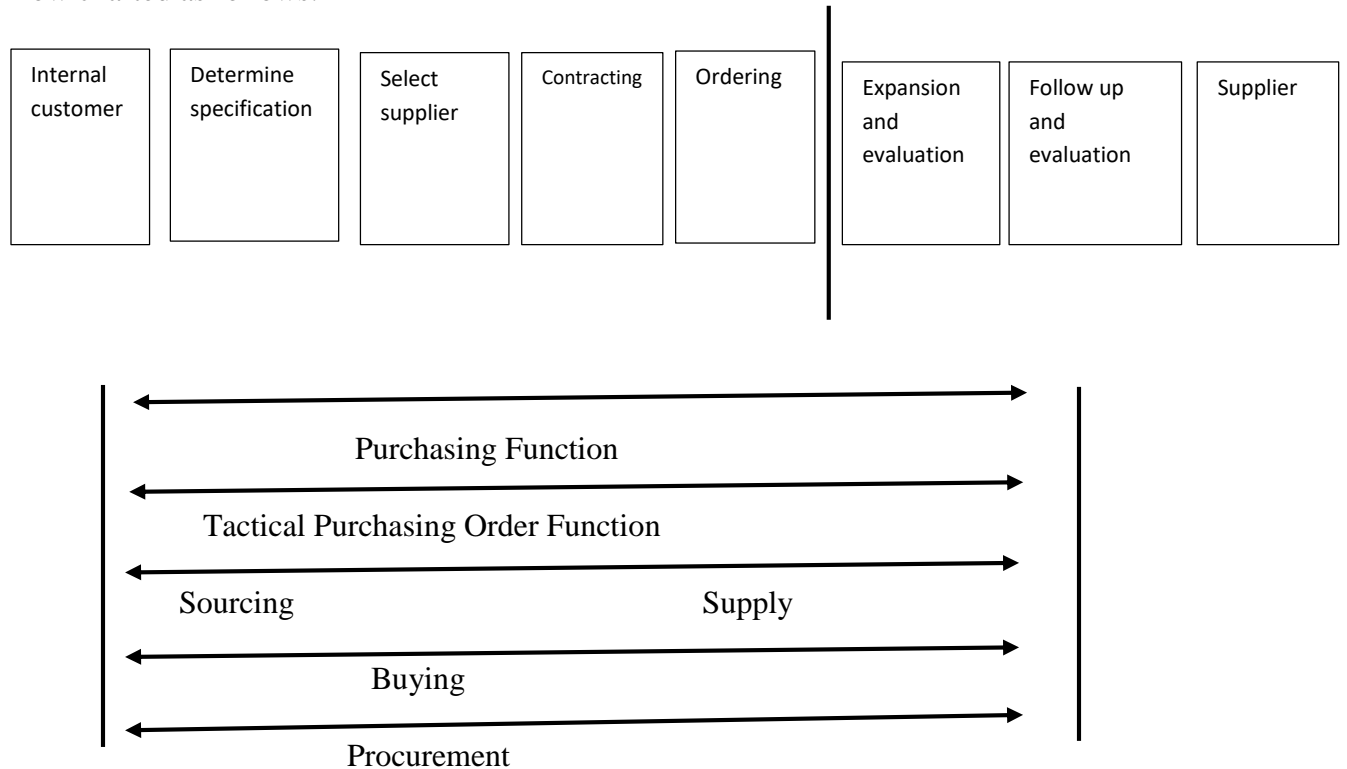 Internal
customer
Determine
specification
Select
supplier
Contracting
Ordering
Expansion
and
evaluation
Follow up
and
evaluation
Supplier
Purchasing Function
Tactical Purchasing Order Function
Sourcing Supply
Buying
Procurement